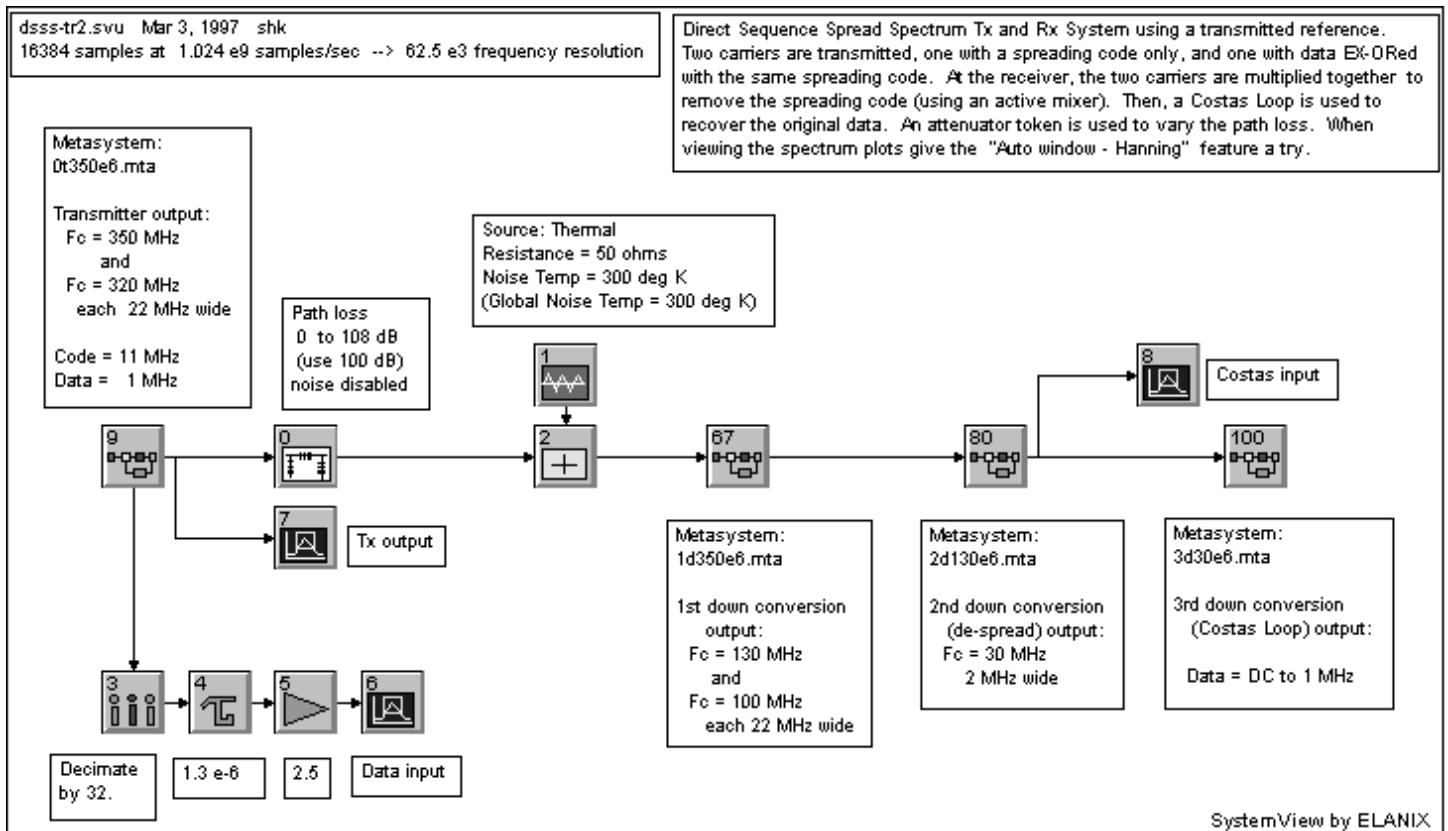 dsss-tr2.svu   Mar 3, 1997   shk
16384 samples at  1.024 e9 samples/sec  --> 62.5 e3 frequency resolution
Direct Sequence Spread Spectrum Tx and Rx System using a transmitted reference.
Two carriers are transmitted, one with a spreading code only, and one with data EX-ORed
with the same spreading code.  At the receiver, the two carriers are multiplied together  to
remove the spreading code (using an active mixer).  Then, a Costas Loop is used to
recover the original data.  An attenuator token is used to vary the path loss.  When
viewing the spectrum plots give the  "Auto window - Hanning"  feature a try.
Metasystem:
0t350e6.mta
Transmitter output:
Fc = 350 MHz
and
Fc = 320 MHz
each  22 MHz wide
Code = 11 MHz
Data =   1 MHz
Path loss
0  to 108 dB
(use 100 dB)
noise disabled
Source: Thermal
Resistance = 50 ohms
Noise Temp = 300 deg K
(Global Noise Temp = 300 deg K)
1
8
Costas input
9
0
2
67
80
100
7
Tx output
Metasystem:
1d350e6.mta
1st down conversion
output:
Fc = 130 MHz
and
Fc = 100 MHz
each 22 MHz wide
Metasystem:
2d130e6.mta
2nd down conversion
(de-spread) output:
Fc = 30 MHz
2 MHz wide
Metasystem:
3d30e6.mta
3rd down conversion
(Costas Loop) output:
Data = DC to 1 MHz
3
4
5
6
Decimate
by 32.
1.3 e-6
2.5
Data input
SystemView by ELANIX